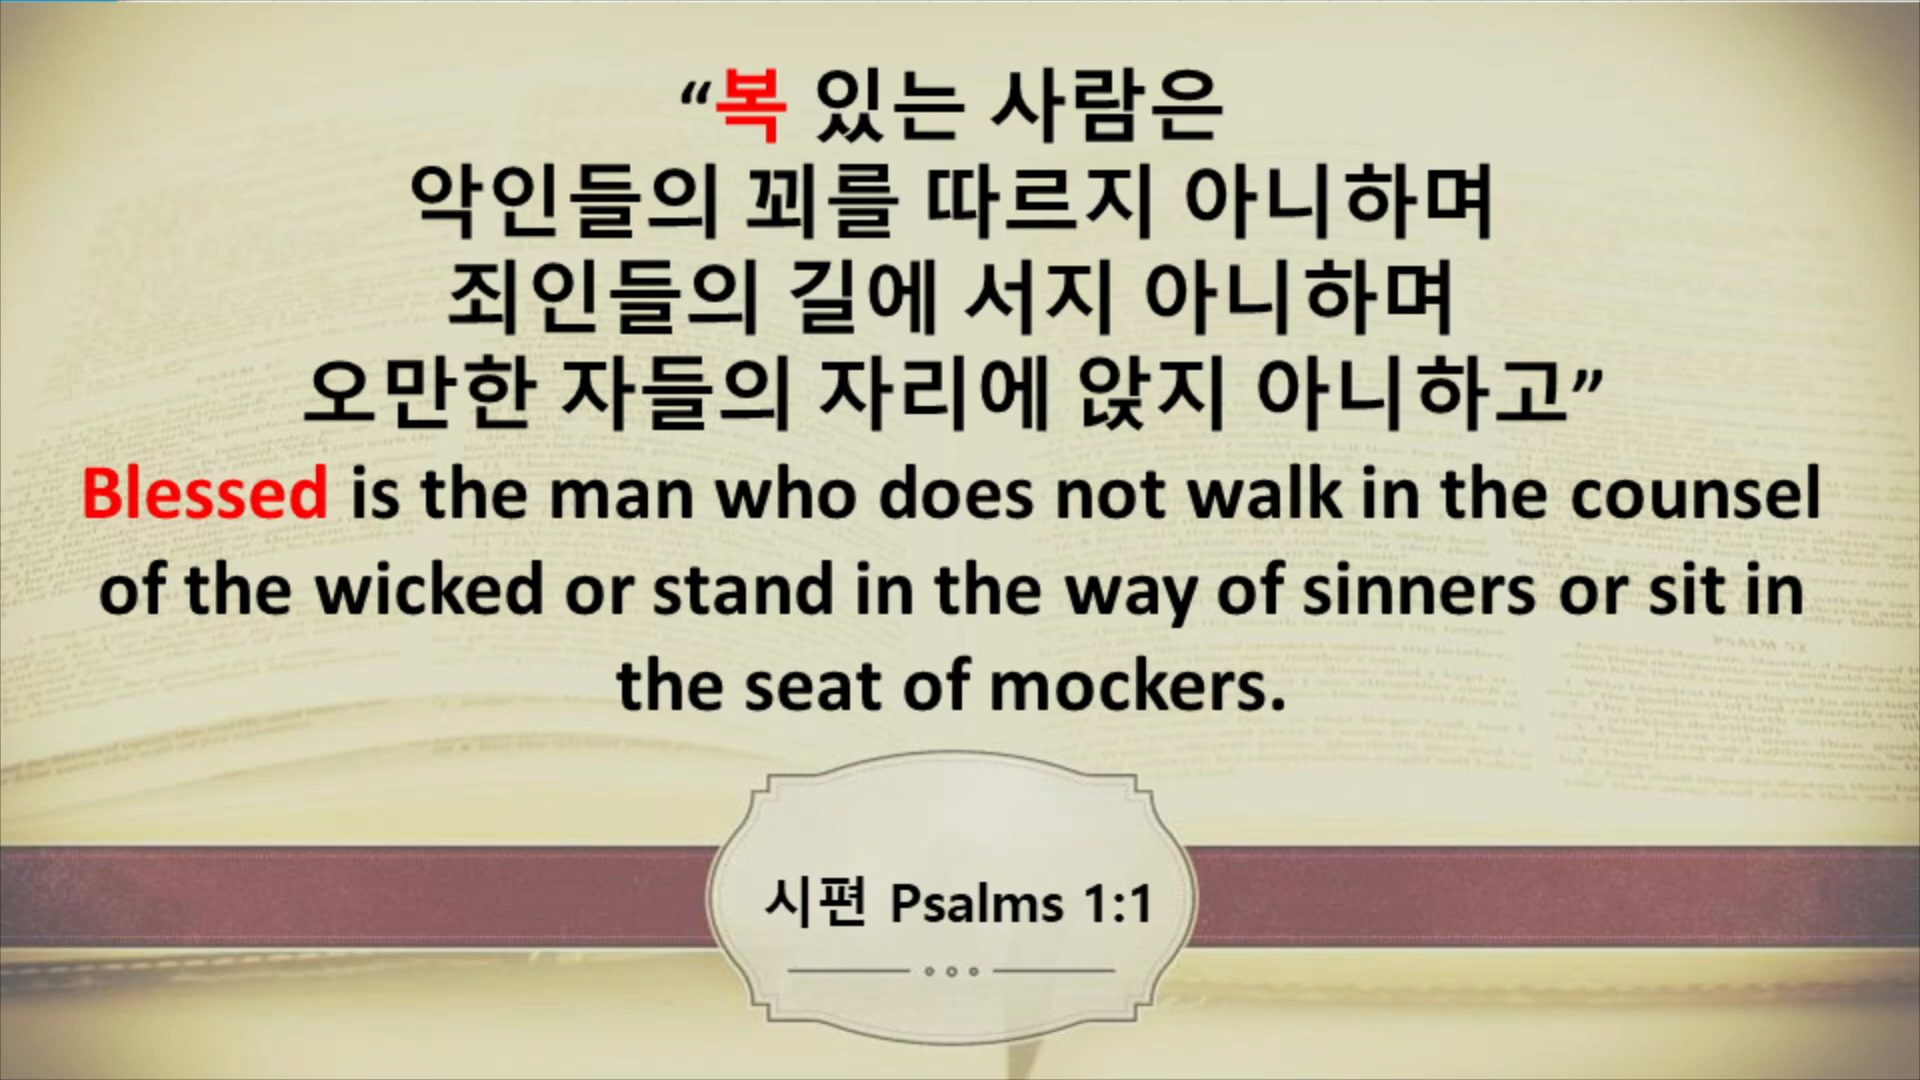 “복 있는 사람은
악인들의 꾀를 따르지 아니하며
죄인들의 길에 서지 아니하며
오만한 자들의 자리에 앉지 아니하고”
Blessed is the man who does not walk in the counsel
of the wicked or stand in the way of sinners or sit in
the seat of mockers.
시편 Psalms 1:1